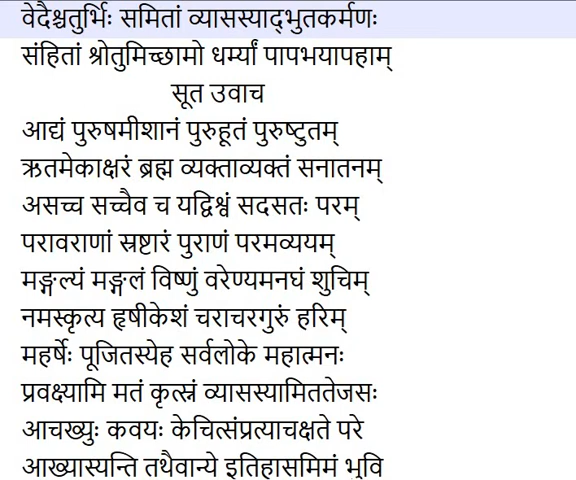 वेदैश्चतुर्भिः समितां व्यासस्याद्भुतकर्मणः
संहितां श्रोतुमिच्छामो धर्म्यां पापभयापहाम्
सूत उवाच
आद्यं पुरुषमीशानं पुरुहूतं पुरुष्टुतम्
ऋतमेकाक्षरं ब्रह्म व्यक्ताव्यक्तं सनातनम्
असच्च सच्चैव च यद्विश्वं सदसतः परम्
परावराणां स्रष्टारं पुराणं परमव्ययम्
मङ्गल्यं मङ्गलं विष्णुं वरेण्यमनघं शुचिम्
नमस्कृत्य हृषीकेशं चराचरगुरुं हरिम्
महर्षेः पूजितस्येह सर्वलोके महात्मनः
प्रवक्ष्यामि मतं कृत्स्नं व्यासस्यामिततेजसः
आचख्युः कवयः केचित्संप्रत्याचक्षते परे
आख्यास्यन्ति तथैवान्ये इतिहासमिमं भुवि